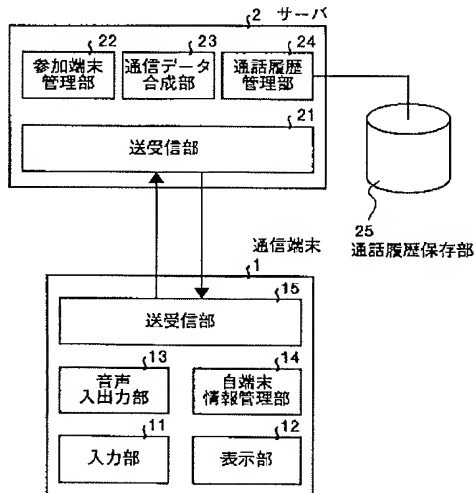 2 サーバ
22 23 24
参加端末 通信データ 通話履歴
管理部 合成部 管理部
21
送受信部
25
通話履歴保存部
通信端末
1
15
送受信部
13 14
音声 自端末
入出力部 情報管理部
11 12
入力部 表示部